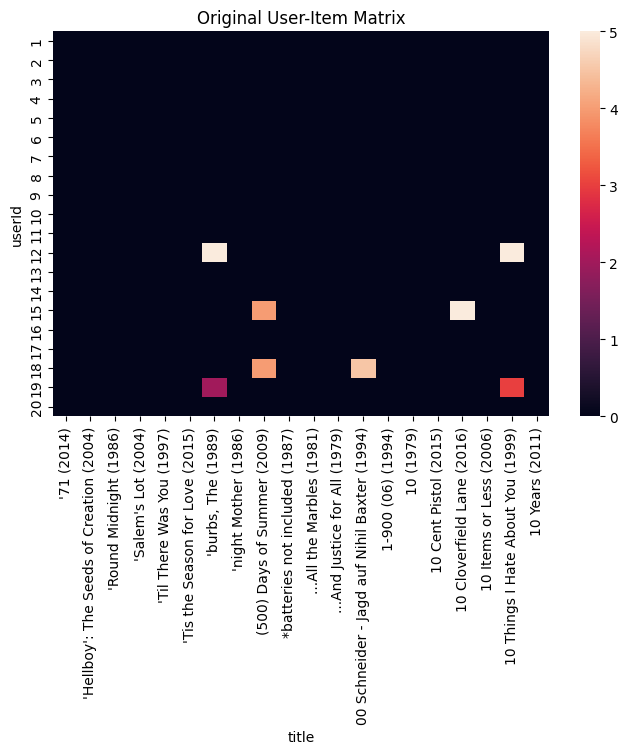 Original User-Item Matrix
userId
1
2
3
4
5
6
7
8
9
10
11
12
13
14
15
16
17
18
19
20
5
4
3
2
1
0
'71 (2014)
'Hellboy': The Seeds of Creation (2004)
'Round Midnight (1986)
'Salem's Lot (2004)
'Til There Was You (1997)
'Tis the Season for Love (2015)
'burbs, The (1989)
'night Mother (1986)
(500) Days of Summer (2009)
*batteries not included (1987)
...All the Marbles (1981)
...And Justice for All (1979)
00 Schneider - Jagd auf Nihil Baxter (1994)
1-900 (06) (1994)
10 (1979)
10 Cent Pistol (2015)
10 Cloverfield Lane (2016)
10 Items or Less (2006)
10 Things I Hate About You (1999)
10 Years (2011)
title